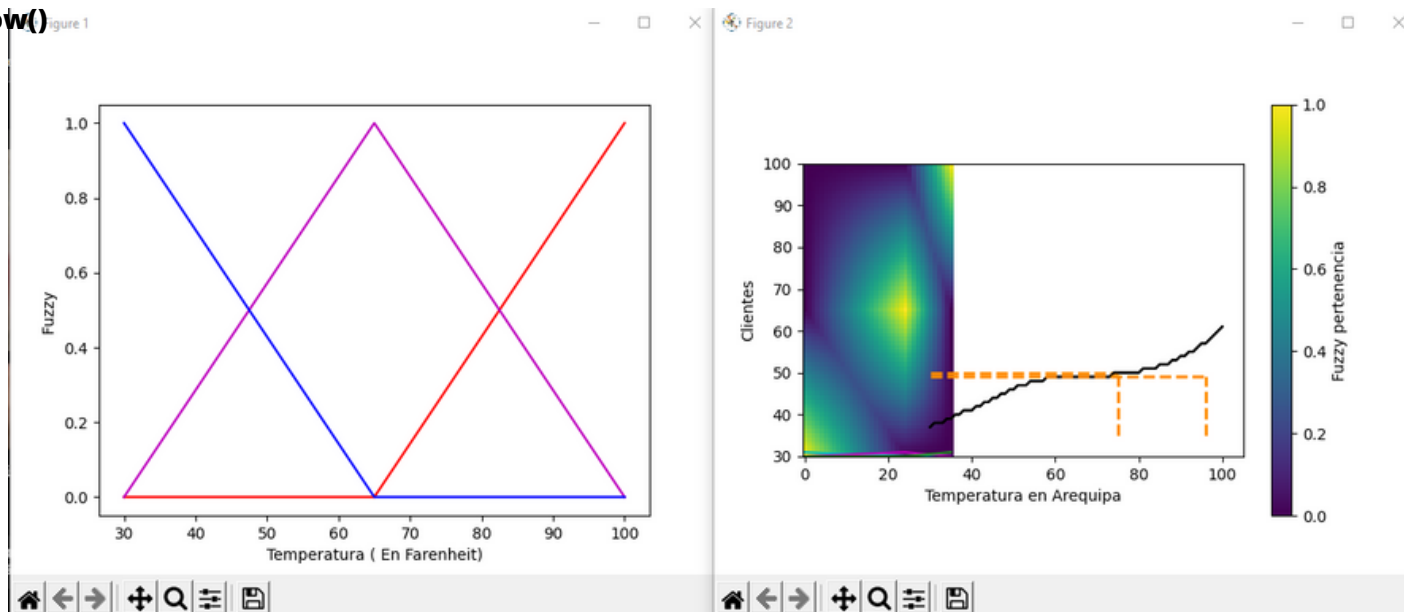 ow()
Figure 1
1.0
0.8
0.6
0.4
0.2
0.0
Fuzzy
30 40 50 60 70 80 90 100
Temperatura ( En Farenheit)
Figure 2
100
90
80
70
60
50
40
30
Clientes
0 20 40 60 80 100
Temperatura en Arequipa
1.0
0.8
0.6
0.4
0.2
0.0
Fuzzy pertenencia